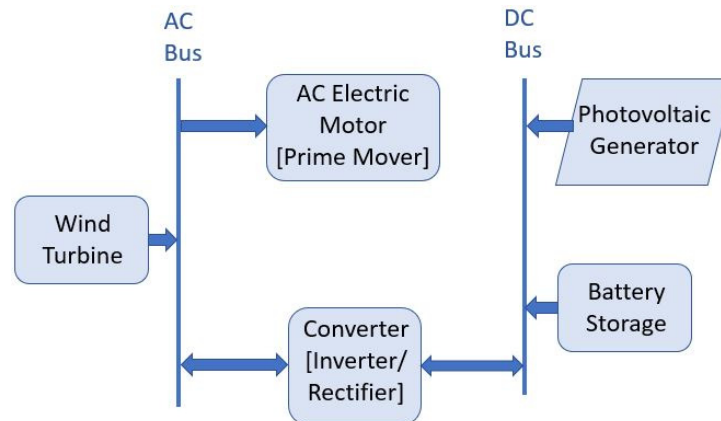 AC
Bus
DC
Bus
AC Electric
Motor
[Prime Mover]
Photovoltaic
Generator
Wind
Turbine
Battery
Storage
Converter
[Inverter/
Rectifier]